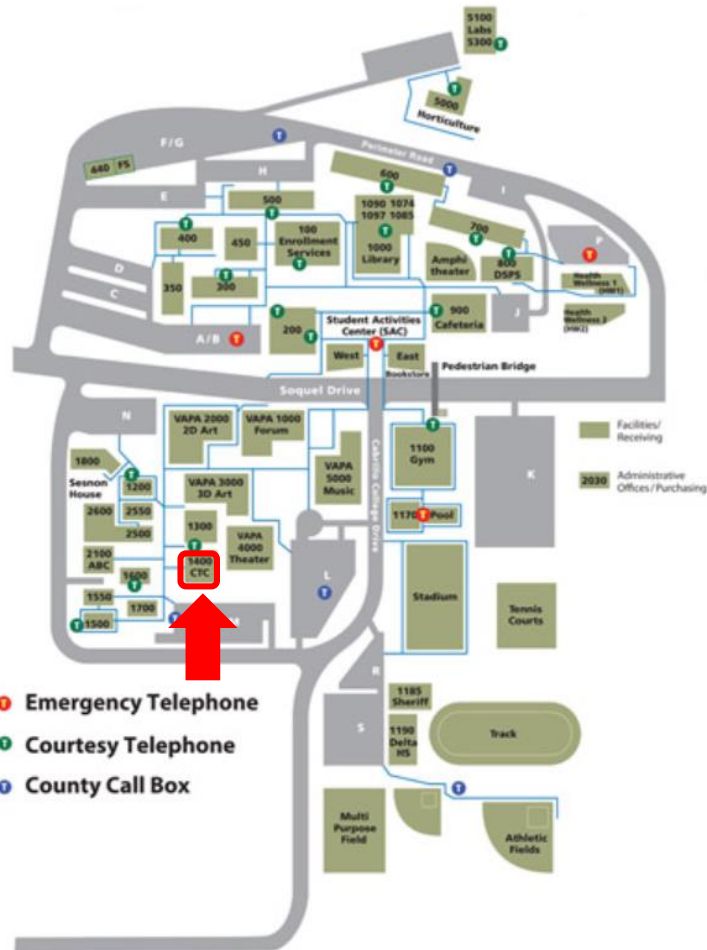 5100
Labs
5300
T
T
5000
Horticulture
F/G
T
Perimeter Road
640 FS
H
T
600
T
I
E
500
T
1090 1074
1097 1085
T
1000
Library
T
400
450
100
Enrollment
Services
T
700
T
P
T
Amphi
theater
T
800
DSPS
D
C
350
T
300
Health
Wellness 1
(HW1)
Health
Wellness 2
(HW2)
T
200
T
Student Activities
Center (SAC)
T
T
900
Cafeteria
J
A/B
T
West
East
Bookstore
Pedestrian Bridge
Soquel Drive
N
VAPA 2000
2D Art
VAPA 1000
Forum
Cabrillo College Drive
T
1100
Gym
K
Facilities/
Receiving
2030
Administrative
Offices/Purchasing
1800
Sesnon
House
T
1200
VAPA 3000
3D Art
VAPA
5000
Music
2600
2550
2500
1300
VAPA
4000
Theater
1170
T
Pool
2100
ABC
T
1400
CTC
1600
T
L
T
1550
1700
T
1500
T
M
Stadium
Tennis
Courts
R
1185
Sheriff
S
1190
Delta
HS
Track
T Emergency Telephone
T Courtesy Telephone
T County Call Box
T
Multi
Purpose
Field
Athletic
Fields